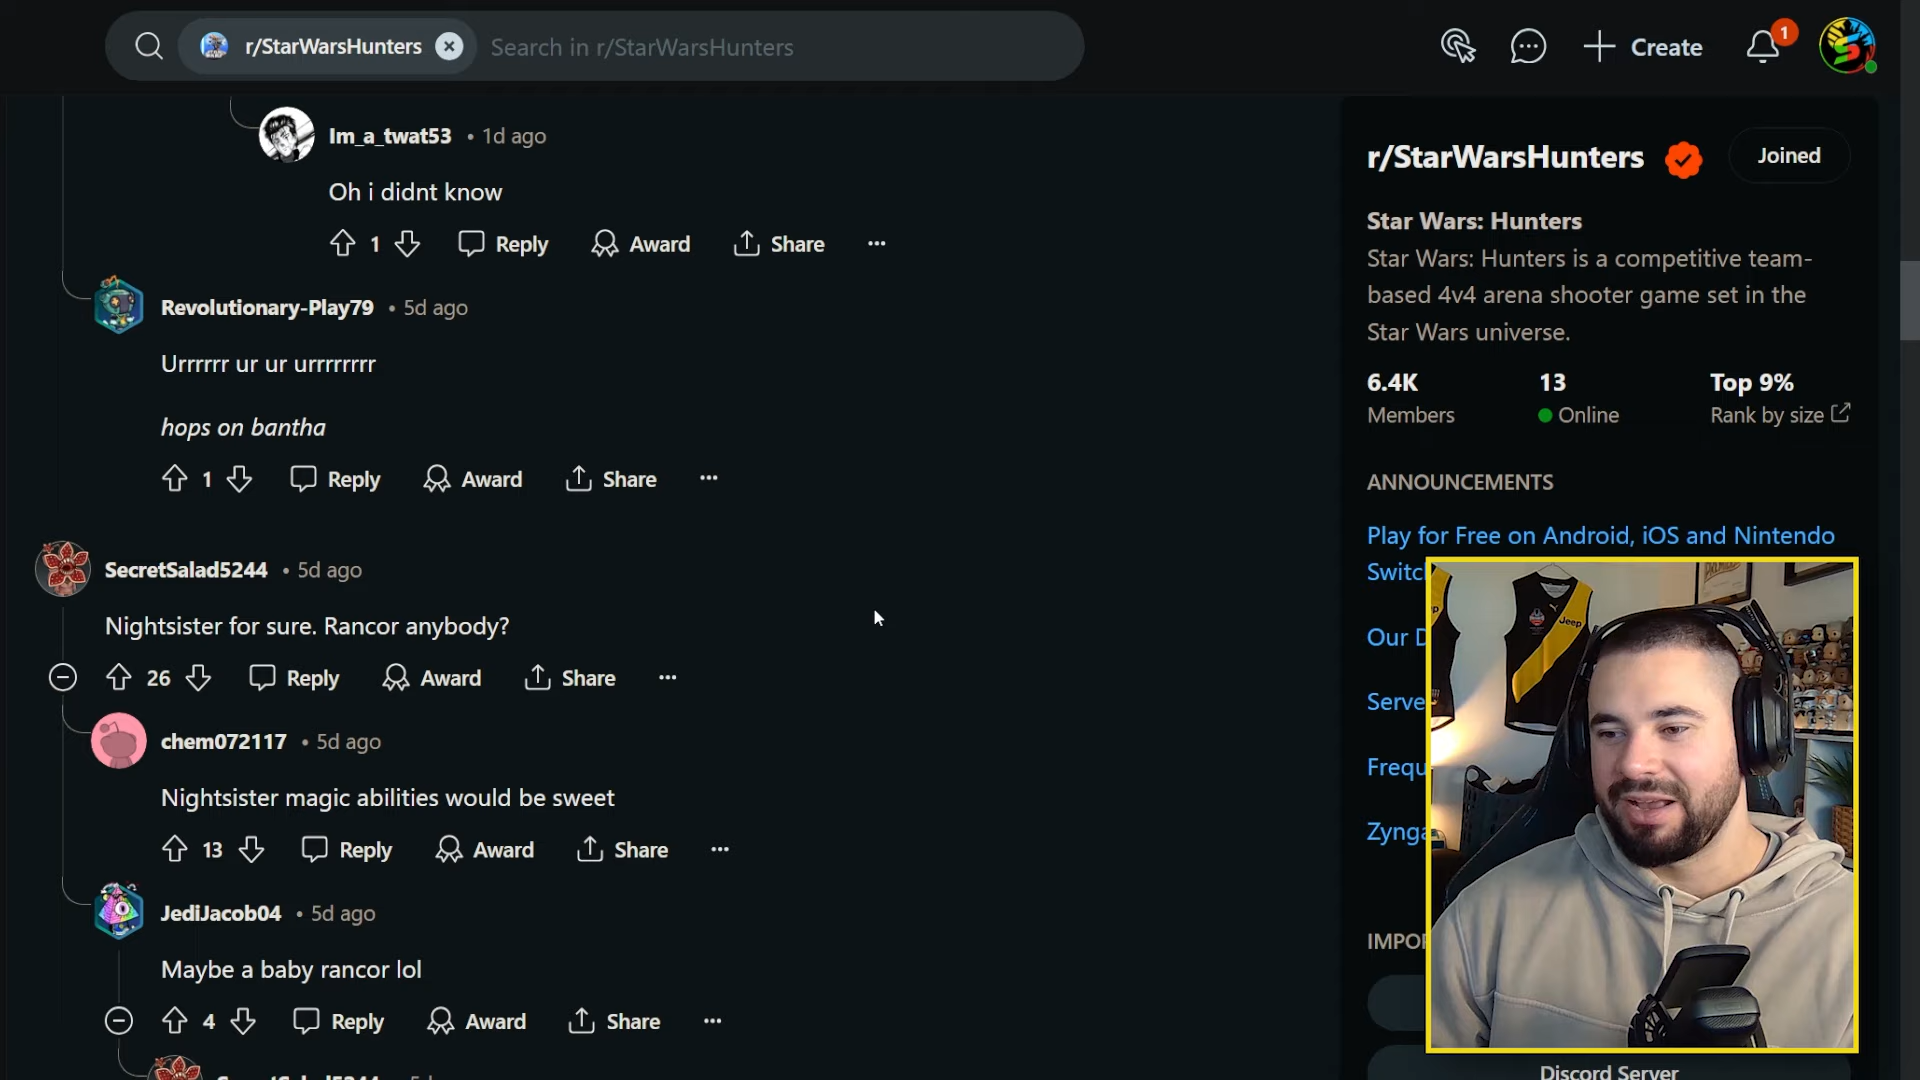 r/StarWarsHunters
Search in r/StarWarsHunters
Create
1
Im_a_twat53 • 1d ago
Oh i didnt know
1 Reply Award Share
Revolutionary-Play79 • 5d ago
Urrrrrr ur ur urrrrrrrr
hops on bantha
1 Reply Award Share
SecretSalad5244 • 5d ago
Nightsister for sure. Rancor anybody?
26 Reply Award Share
chem072117 • 5d ago
Nightsister magic abilities would be sweet
13 Reply Award Share
JediJacob04 • 5d ago
Maybe a baby rancor lol
4 Reply Award Share
r/StarWarsHunters
Joined
Star Wars: Hunters
Star Wars: Hunters is a competitive team-
based 4v4 arena shooter game set in the
Star Wars universe.
6.4K 13 Top 9%
Members Online Rank by size
ANNOUNCEMENTS
Play for Free on Android, iOS and Nintendo
Switc
Our D
Serve
Frequ
Zynga
IMPO
Jeep
Discord Server